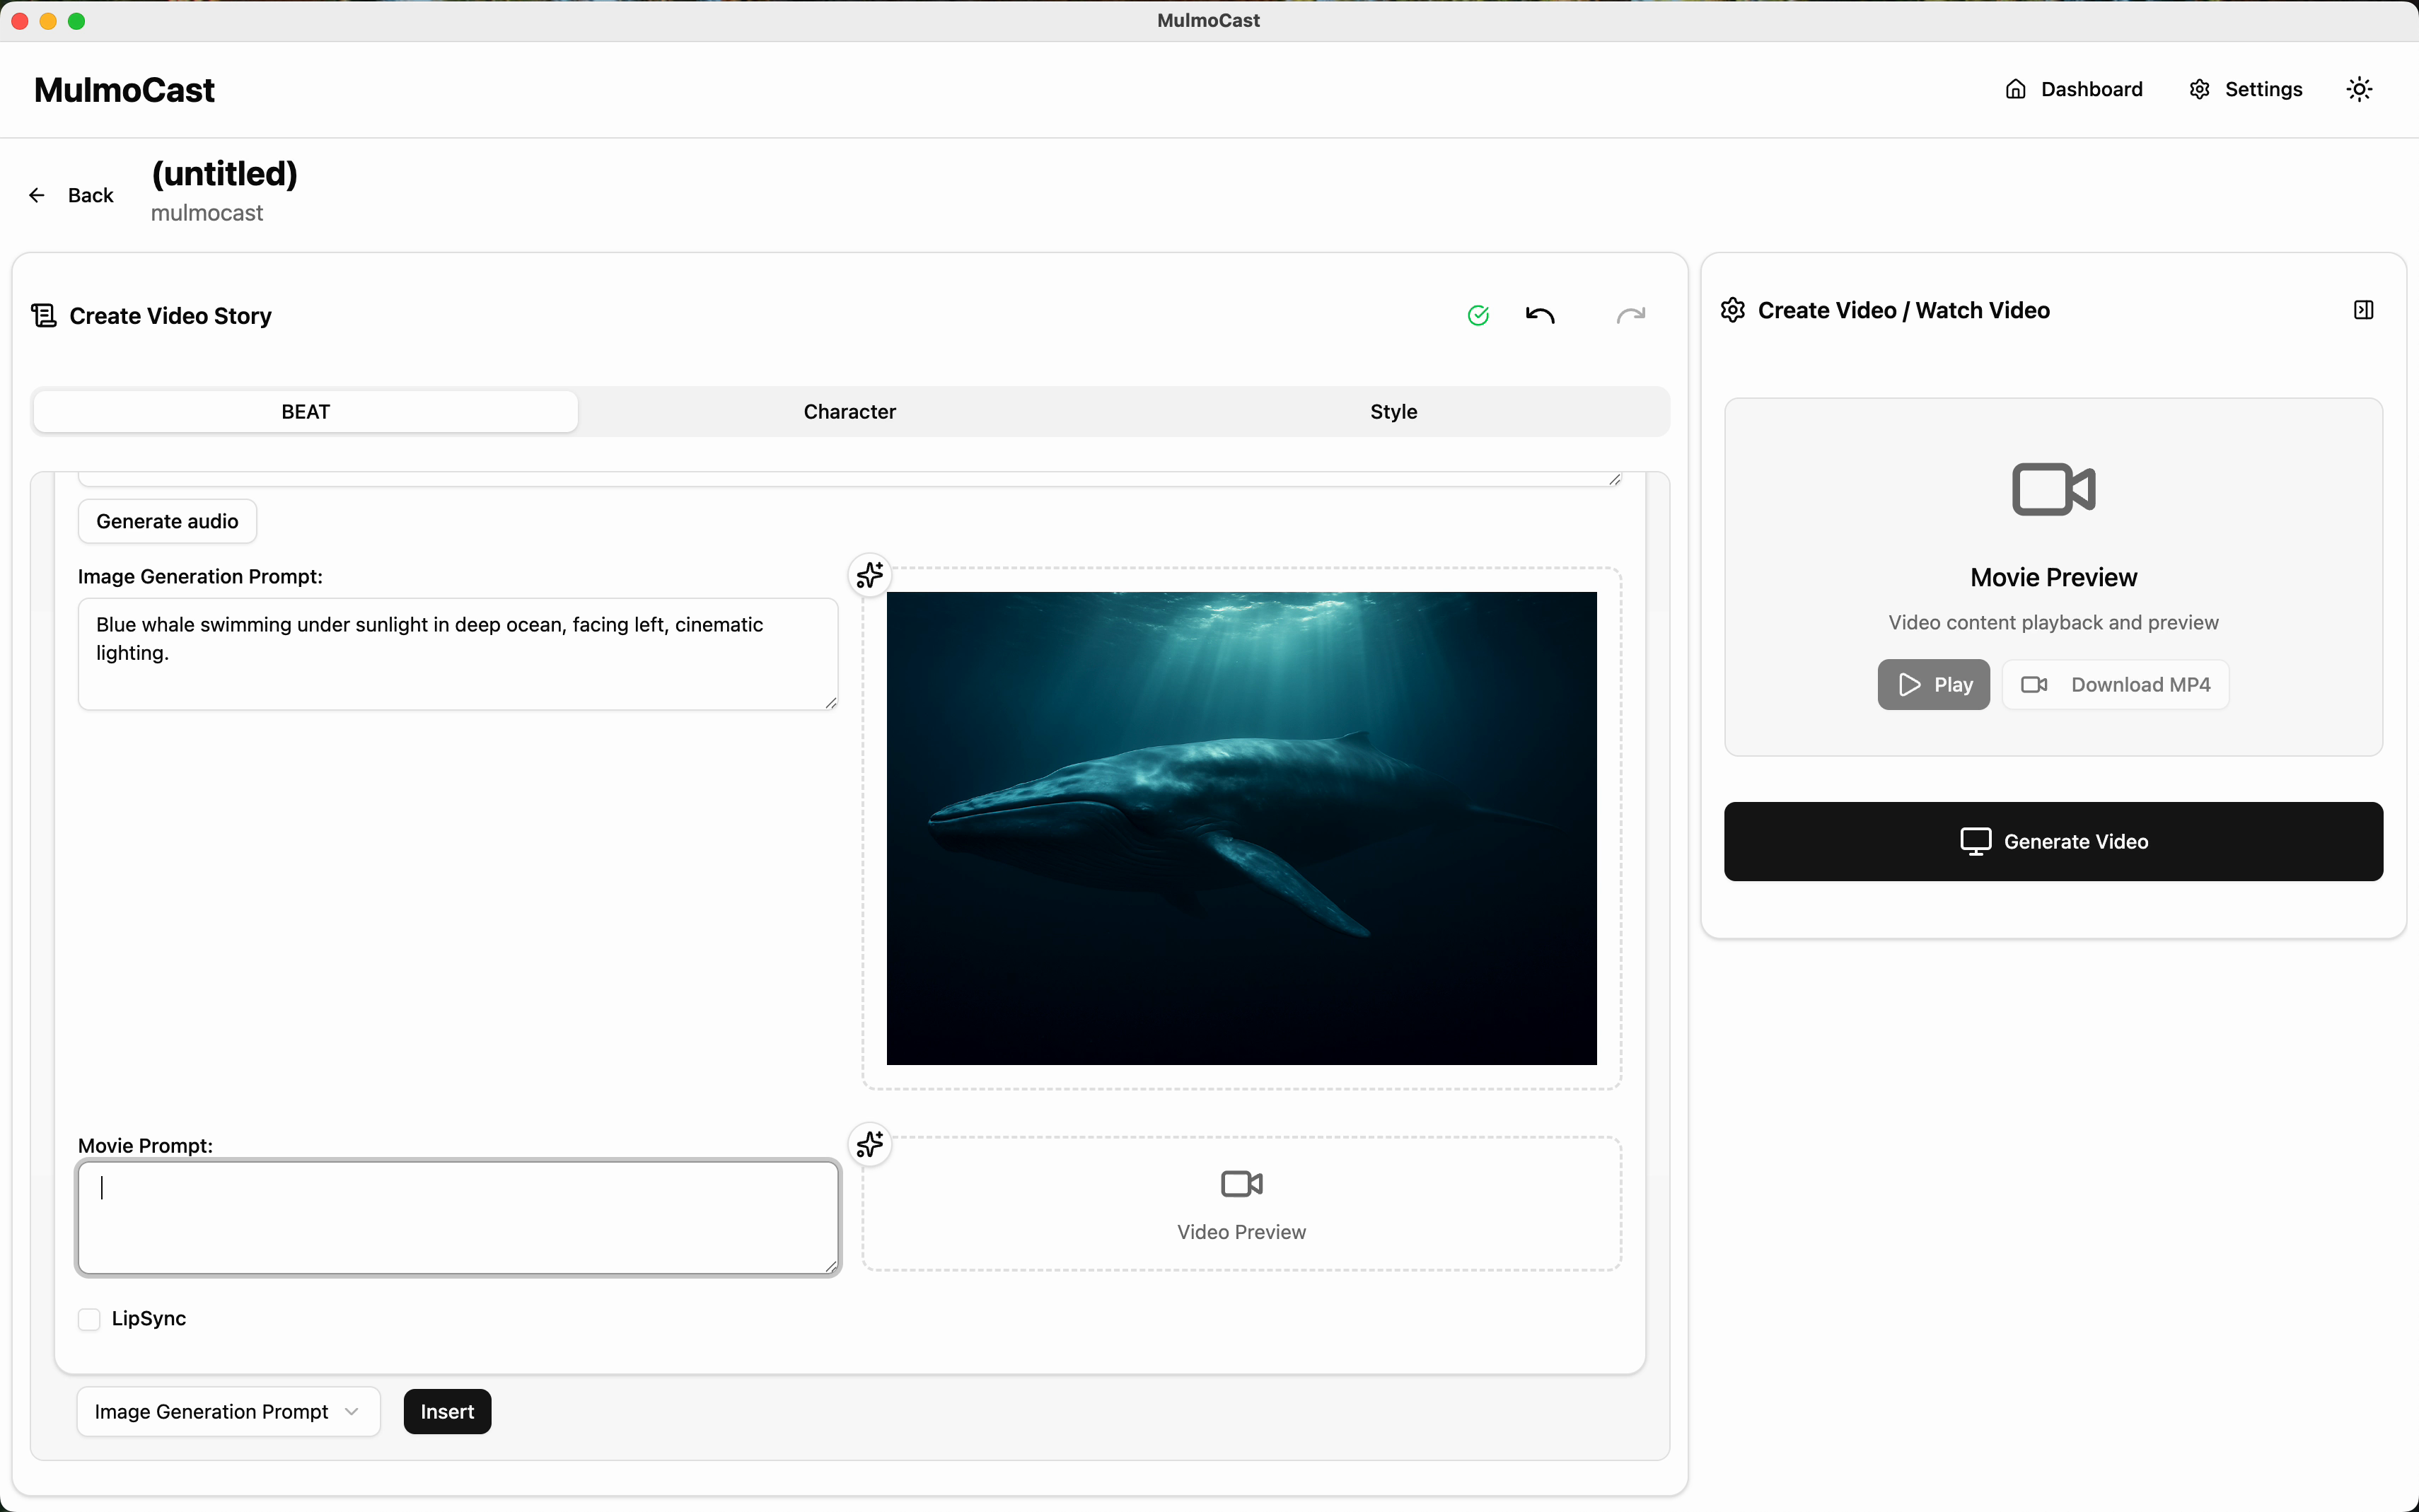 MulmoCast
MulmoCast
Dashboard
Settings
Back
(untitled)
mulmocast
Create Video Story
BEAT
Character
Style
Generate audio
Image Generation Prompt:
Blue whale swimming under sunlight in deep ocean, facing left, cinematic
lighting.
Movie Prompt:
Video Preview
LipSync
Image Generation Prompt
Insert
Create Video / Watch Video
Movie Preview
Video content playback and preview
Play
Download MP4
Generate Video